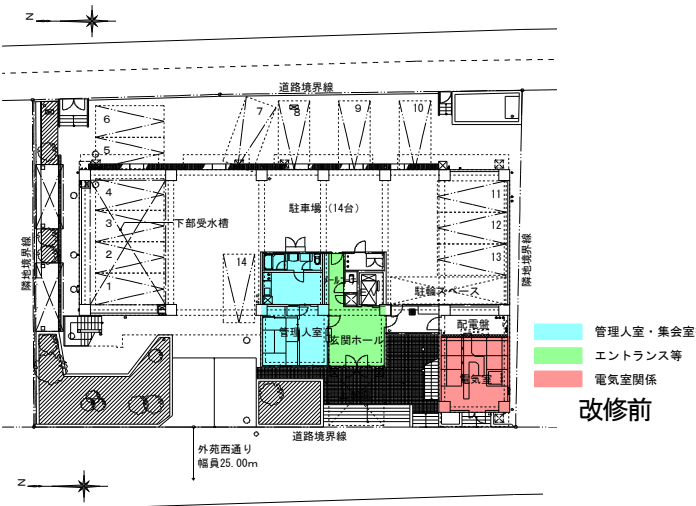 N
道路境界線
6
5
7
8
9
10
4
3
2
1
11
12
13
14
駐車場（14台）
下部受水槽
隣地境界線
隣地境界線
駐輪スペース
管理人室
玄関ホール
配電盤
電気室
管理人室・集会室
エントランス等
電気室関係
改修前
道路境界線
外苑西通り
幅員25.00m
N